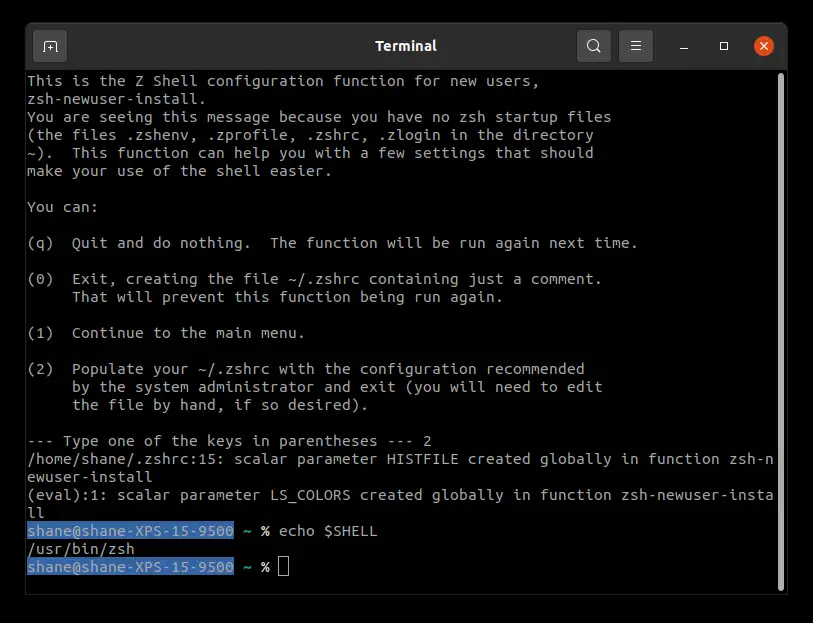 Terminal
This is the Z Shell configuration function for new users,
zsh-newuser-install.
You are seeing this message because you have no zsh startup files
(the files .zshenv, .zprofile, .zshrc, .zlogin in the directory
~).  This function can help you with a few settings that should
make your use of the shell easier.
You can:
(q)  Quit and do nothing.  The function will be run again next time.
(0)  Exit, creating the file ~/.zshrc containing just a comment.
     That will prevent this function being run again.
(1)  Continue to the main menu.
(2)  Populate your ~/.zshrc with the configuration recommended
     by the system administrator and exit (you will need to edit
     the file by hand, if so desired).
--- Type one of the keys in parentheses --- 2
/home/shane/.zshrc:15: scalar parameter HISTFILE created globally in function zsh-n
ewuser-install
(eval):1: scalar parameter LS_COLORS created globally in function zsh-newuser-insta
ll
shane@shane-XPS-15-9500 ~ % echo $SHELL
/usr/bin/zsh
shane@shane-XPS-15-9500 ~ %